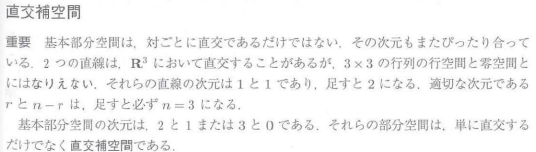 直交補空間
重要 基本部分空間は，対ごとに直交であるだけではない．その次元もまたぴったり合って
いる．2 つの直線は，R³ において直交することがあるが，3×3 の行列の行空間と零空間と
にはなりえない．それらの直線の次元は 1 と 1 であり，足すと 2 になる．適切な次元である
r と n－r は，足すと必ず n＝3 になる．
基本部分空間の次元は，2 と 1 または 3 と 0 である．それらの部分空間は，単に直交する
だけでなく直交補空間である．